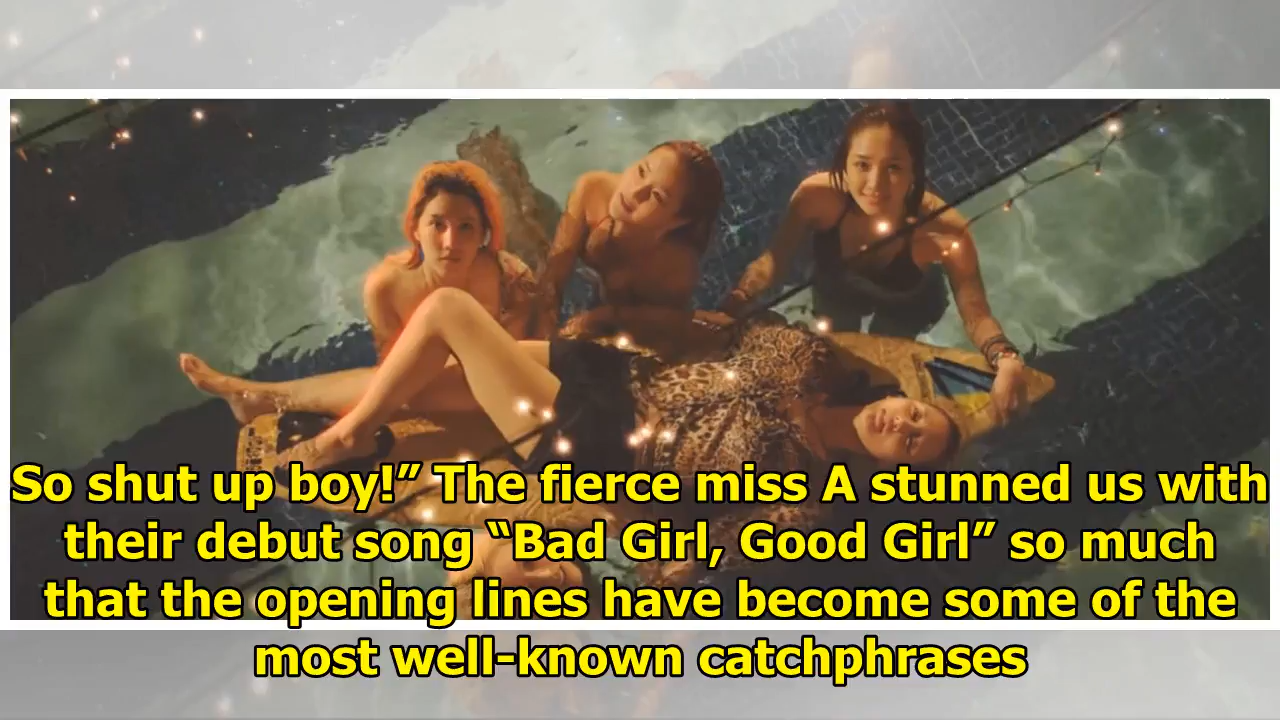 So shut up boy!” The fierce miss A stunned us with
their debut song “Bad Girl, Good Girl” so much
that the opening lines have become some of the
most well-known catchphrases